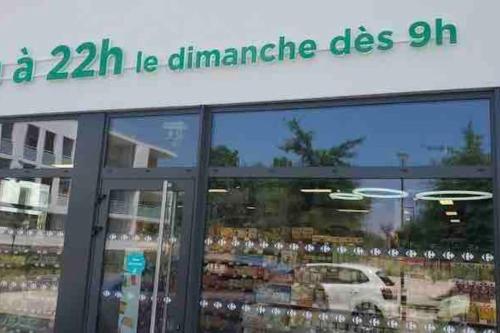 à 22h le dimanche dès 9h